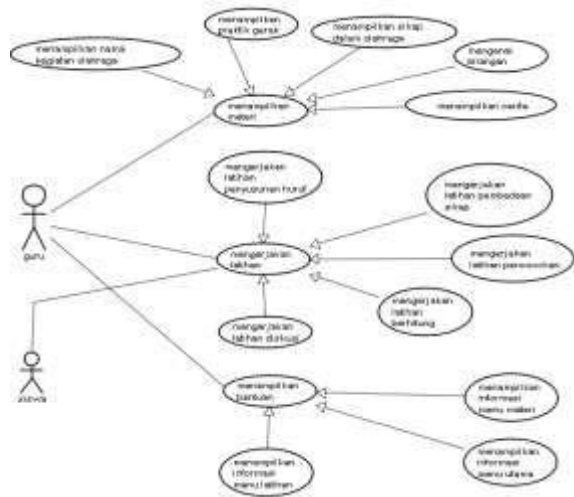 menampilkan
praktik gerak
menampilkan sikap
dalam olahraga
menampilkan nama
kegiatan olahraga
mengenal
menampilkan
materi
menampilkan cerita
mengerjakan
latihan
penyusunan huruf
mengerjakan
latihan pembedaan
sikap
guru
mengerjakan
latihan
mengerjakan
latihan pencocokan
mengerjakan
latihan
berhitung
mengerjakan
latihan diskusi
menampilkan
bantuan
menampilkan
informasi
menu materi
menampilkan
informasi
menu latihan
menampilkan
informasi
menu utama